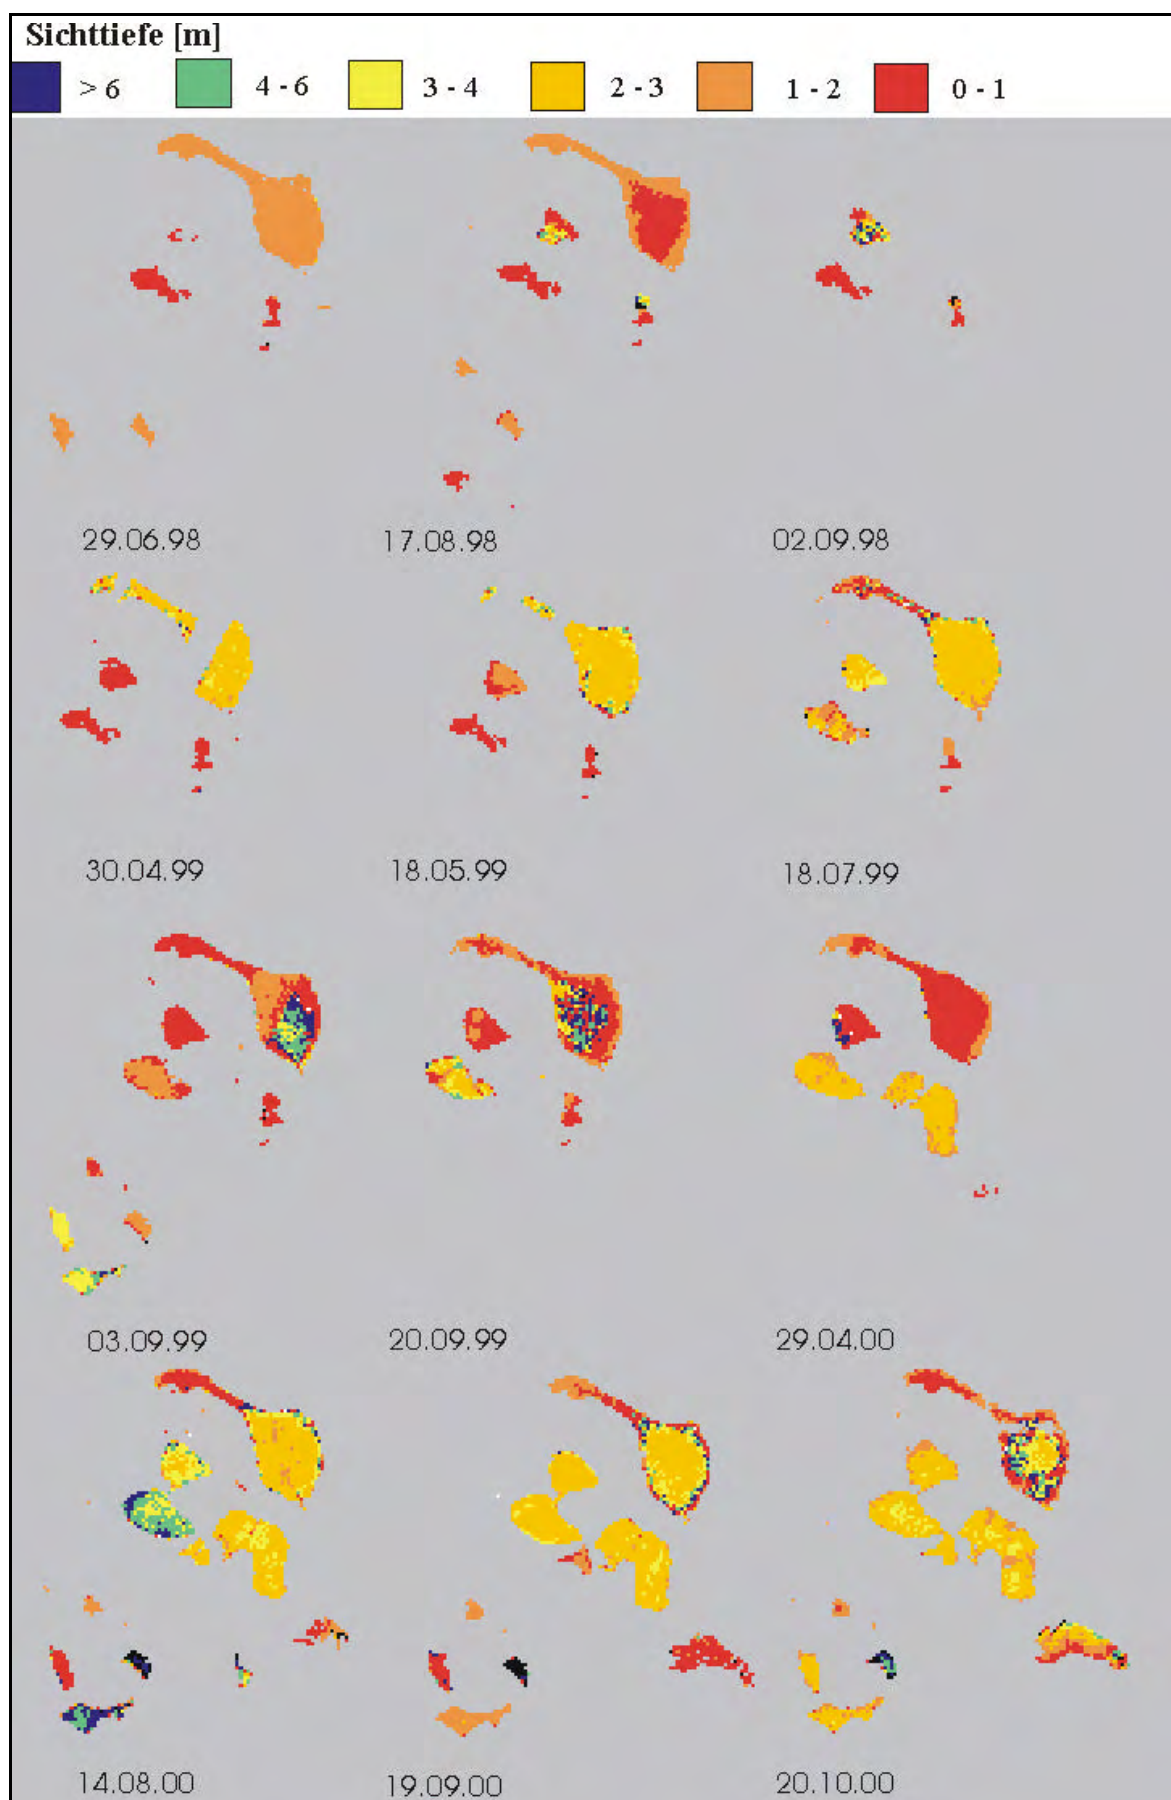 Sichttiefe [m]
> 6 4 - 6 3 - 4 2 - 3 1 - 2 0 - 1
29.06.98 17.08.98 02.09.98
30.04.99 18.05.99 18.07.99
03.09.99 20.09.99 29.04.00
14.08.00 19.09.00 20.10.00